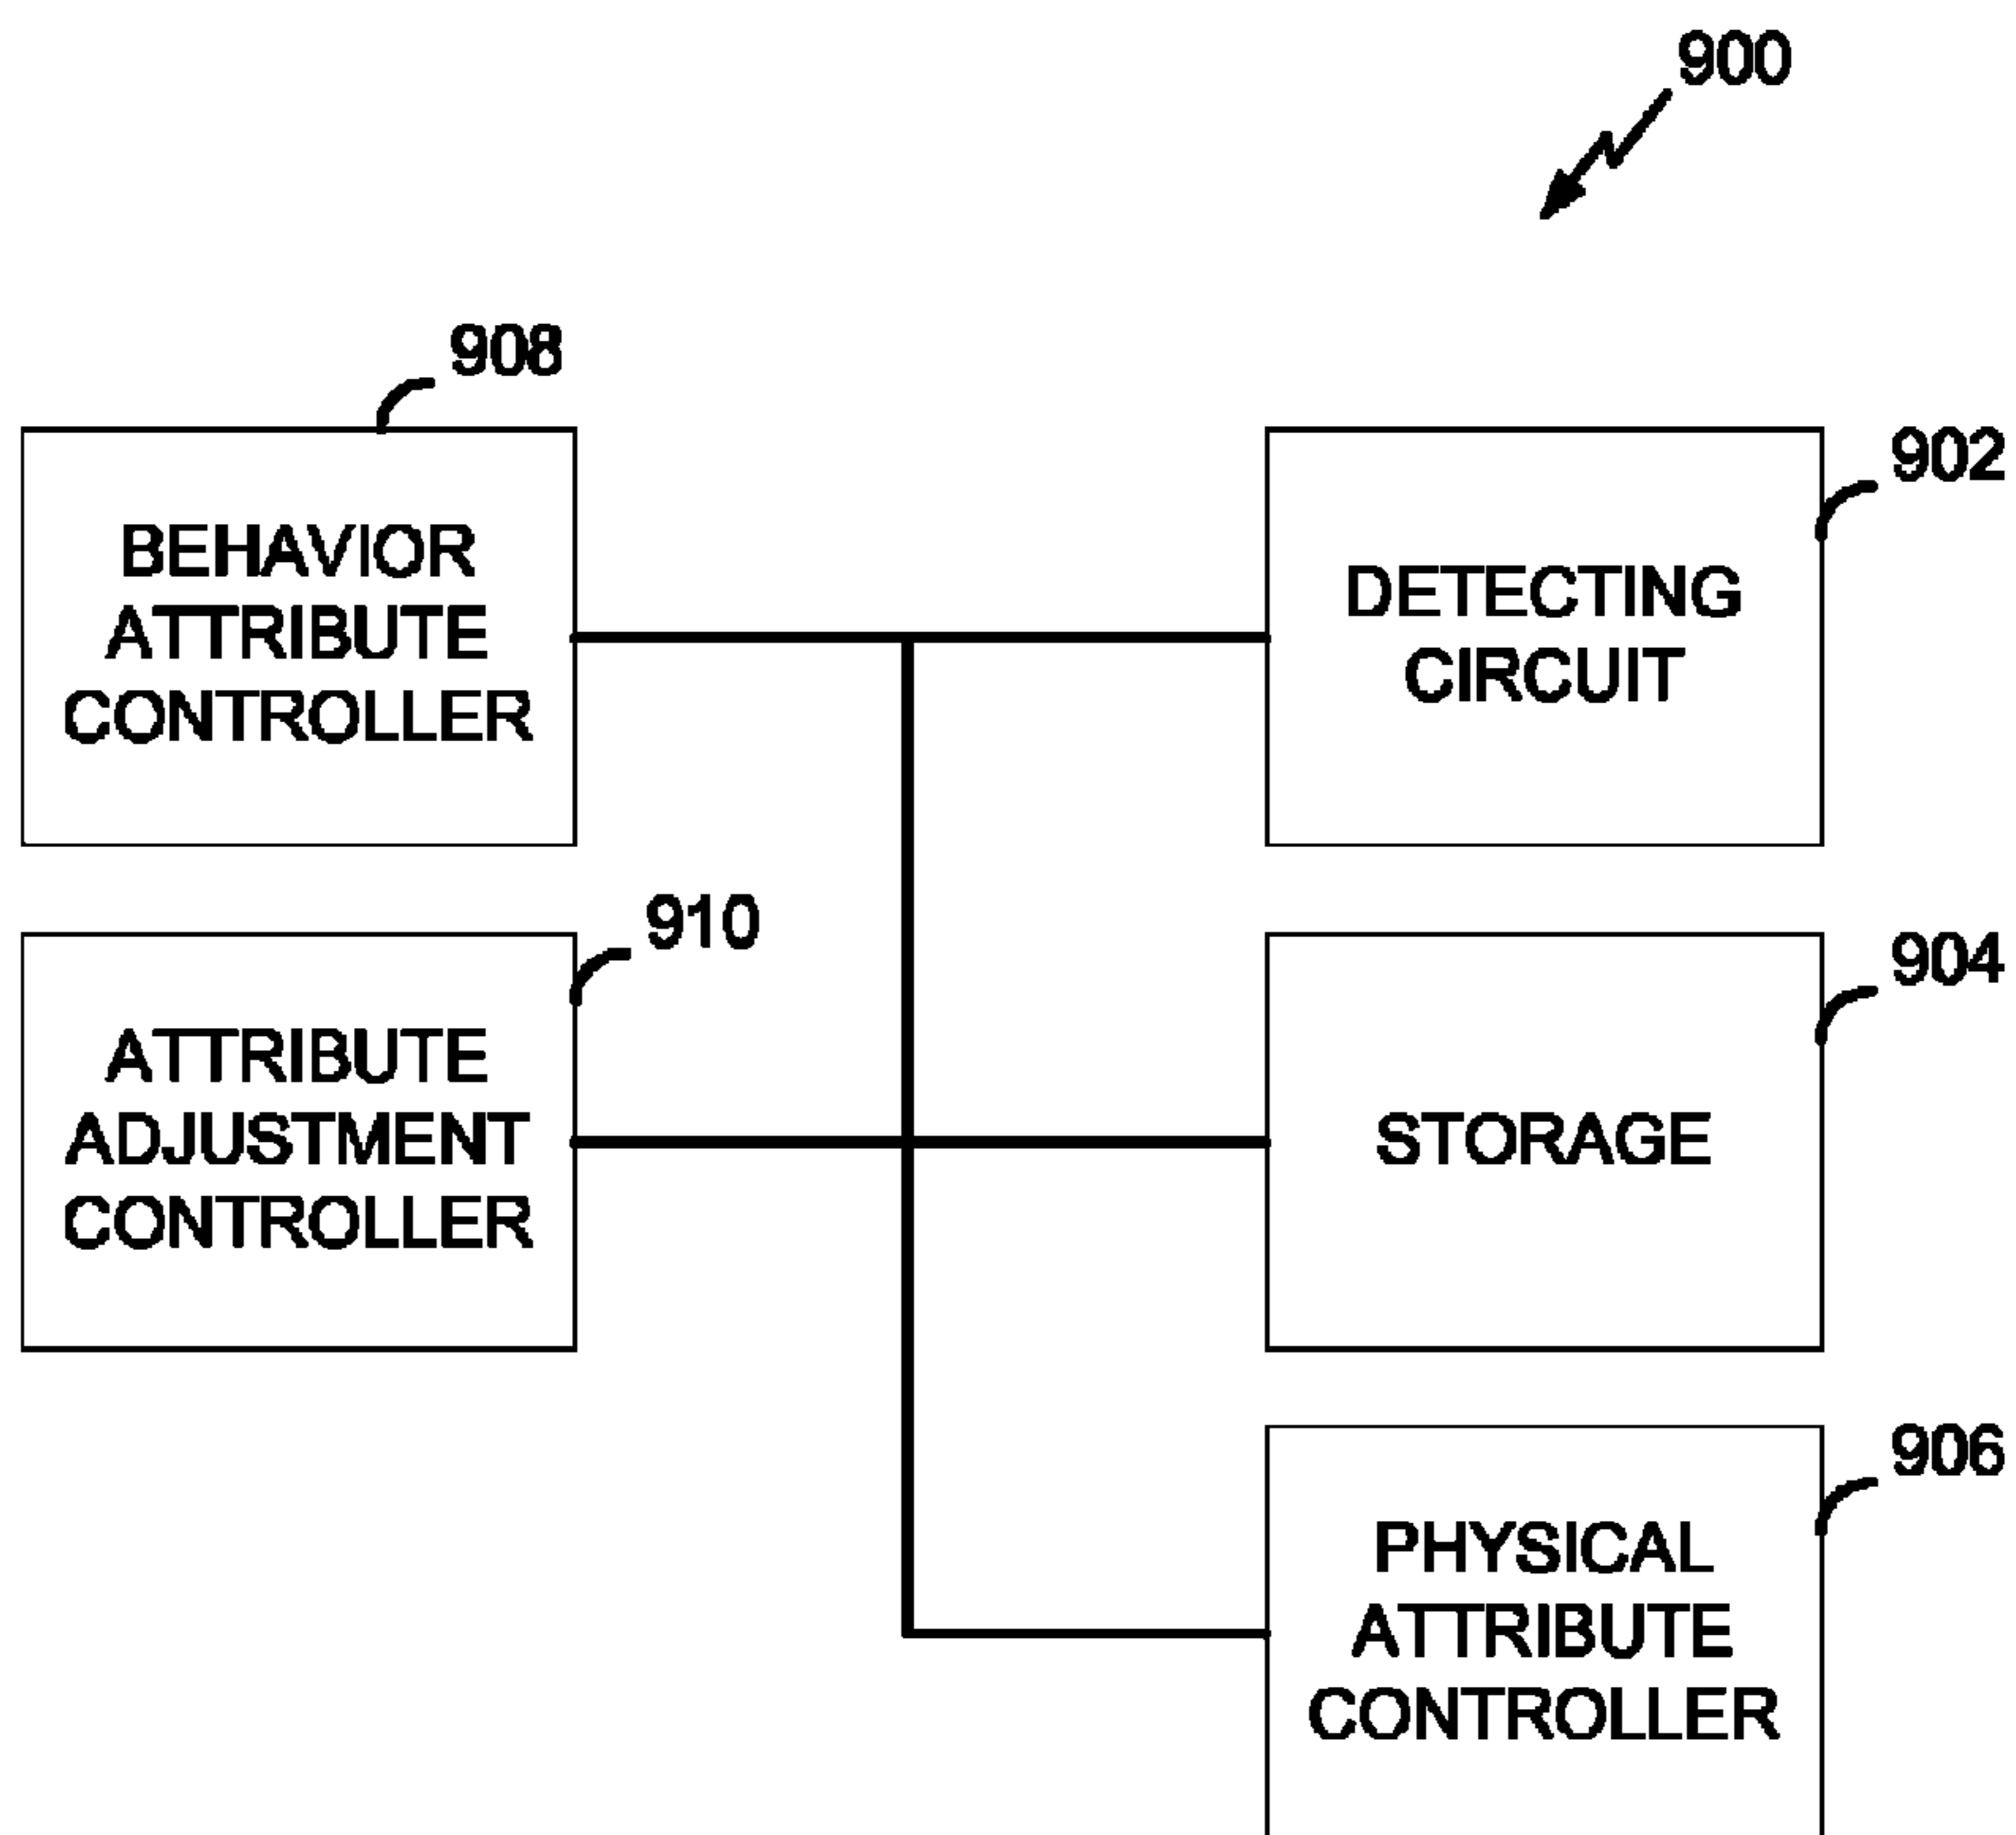 900
908
BEHAVIOR
ATTRIBUTE
CONTROLLER
902
DETECTING
CIRCUIT
910
ATTRIBUTE
ADJUSTMENT
CONTROLLER
904
STORAGE
906
PHYSICAL
ATTRIBUTE
CONTROLLER